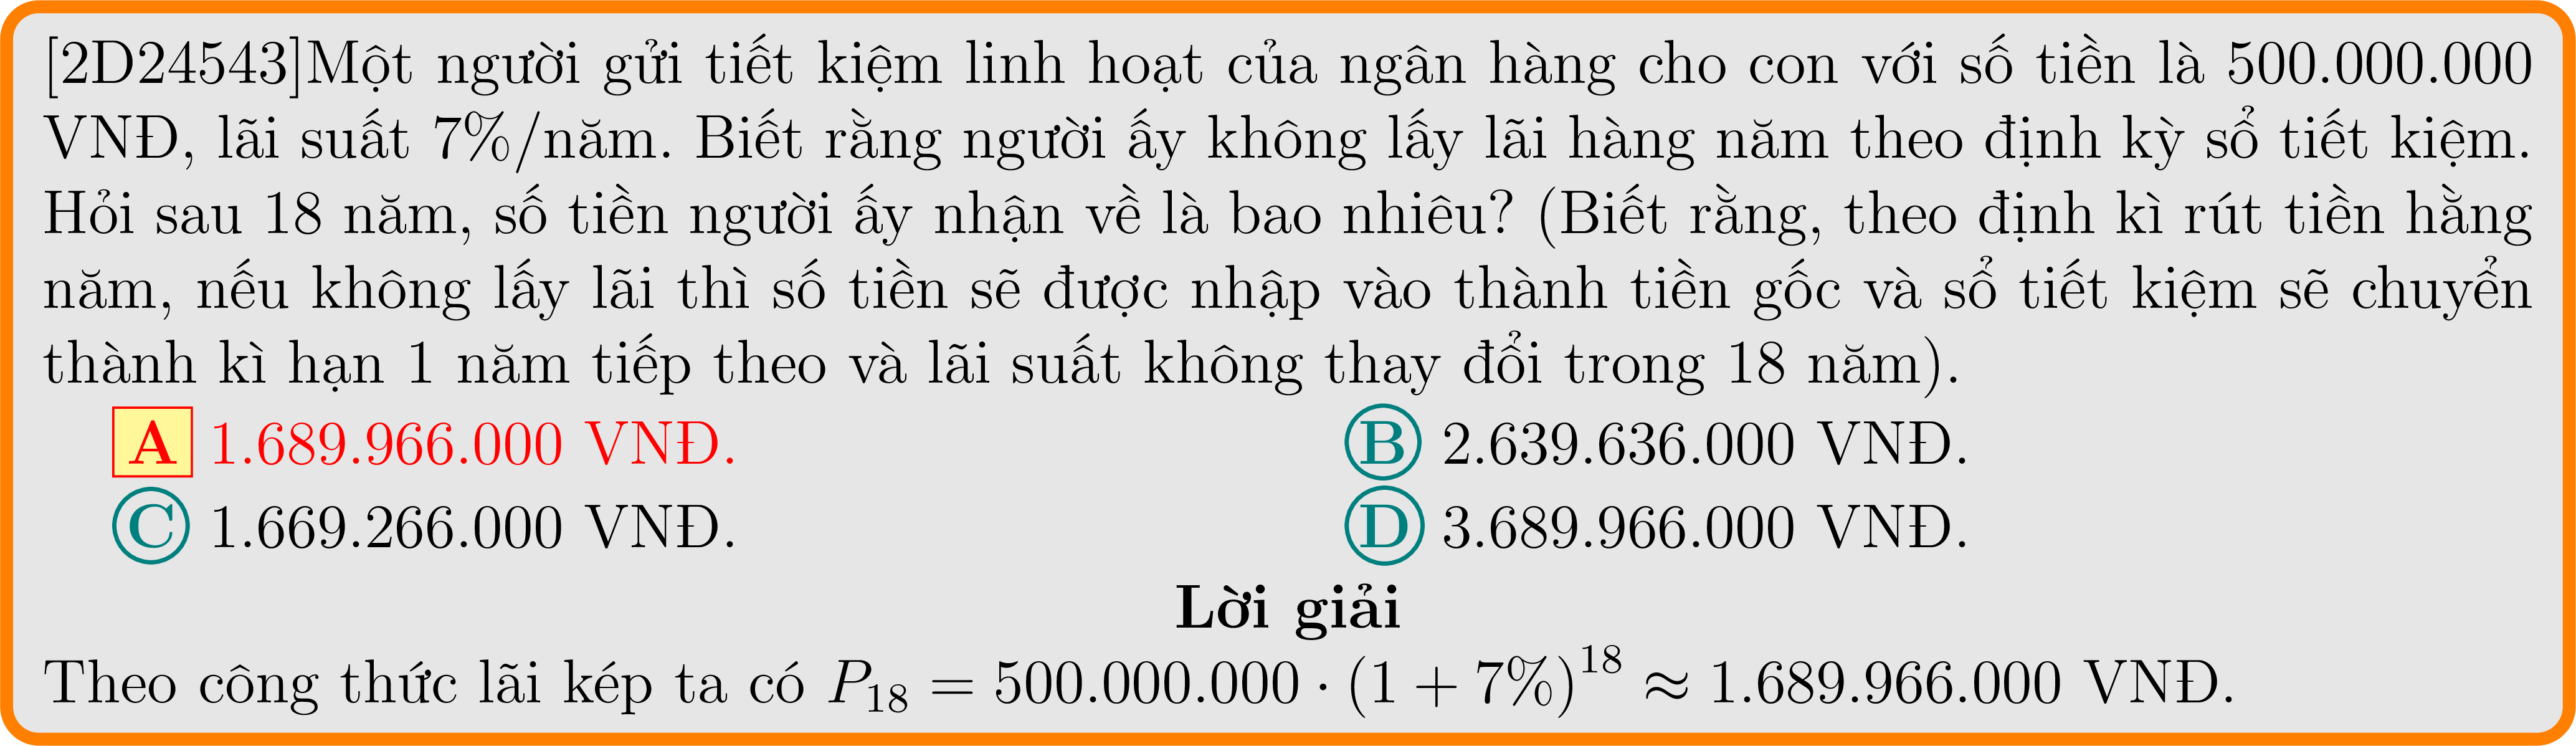 [2D24543]Một người gửi tiết kiệm linh hoạt của ngân hàng cho con với số tiền là 500.000.000
VNĐ, lãi suất 7%/năm. Biết rằng người ấy không lấy lãi hàng năm theo định kỳ sổ tiết kiệm.
Hỏi sau 18 năm, số tiền người ấy nhận về là bao nhiêu? (Biết rằng, theo định kì rút tiền hằng
năm, nếu không lấy lãi thì số tiền sẽ được nhập vào thành tiền gốc và sổ tiết kiệm sẽ chuyển
thành kì hạn 1 năm tiếp theo và lãi suất không thay đổi trong 18 năm).
A 1.689.966.000 VNĐ. B 2.639.636.000 VNĐ.
C 1.669.266.000 VNĐ. D 3.689.966.000 VNĐ.
Lời giải
Theo công thức lãi kép ta có $P_{18} = 500.000.000 \cdot (1 + 7\%)^{18} \approx 1.689.966.000$ VNĐ.